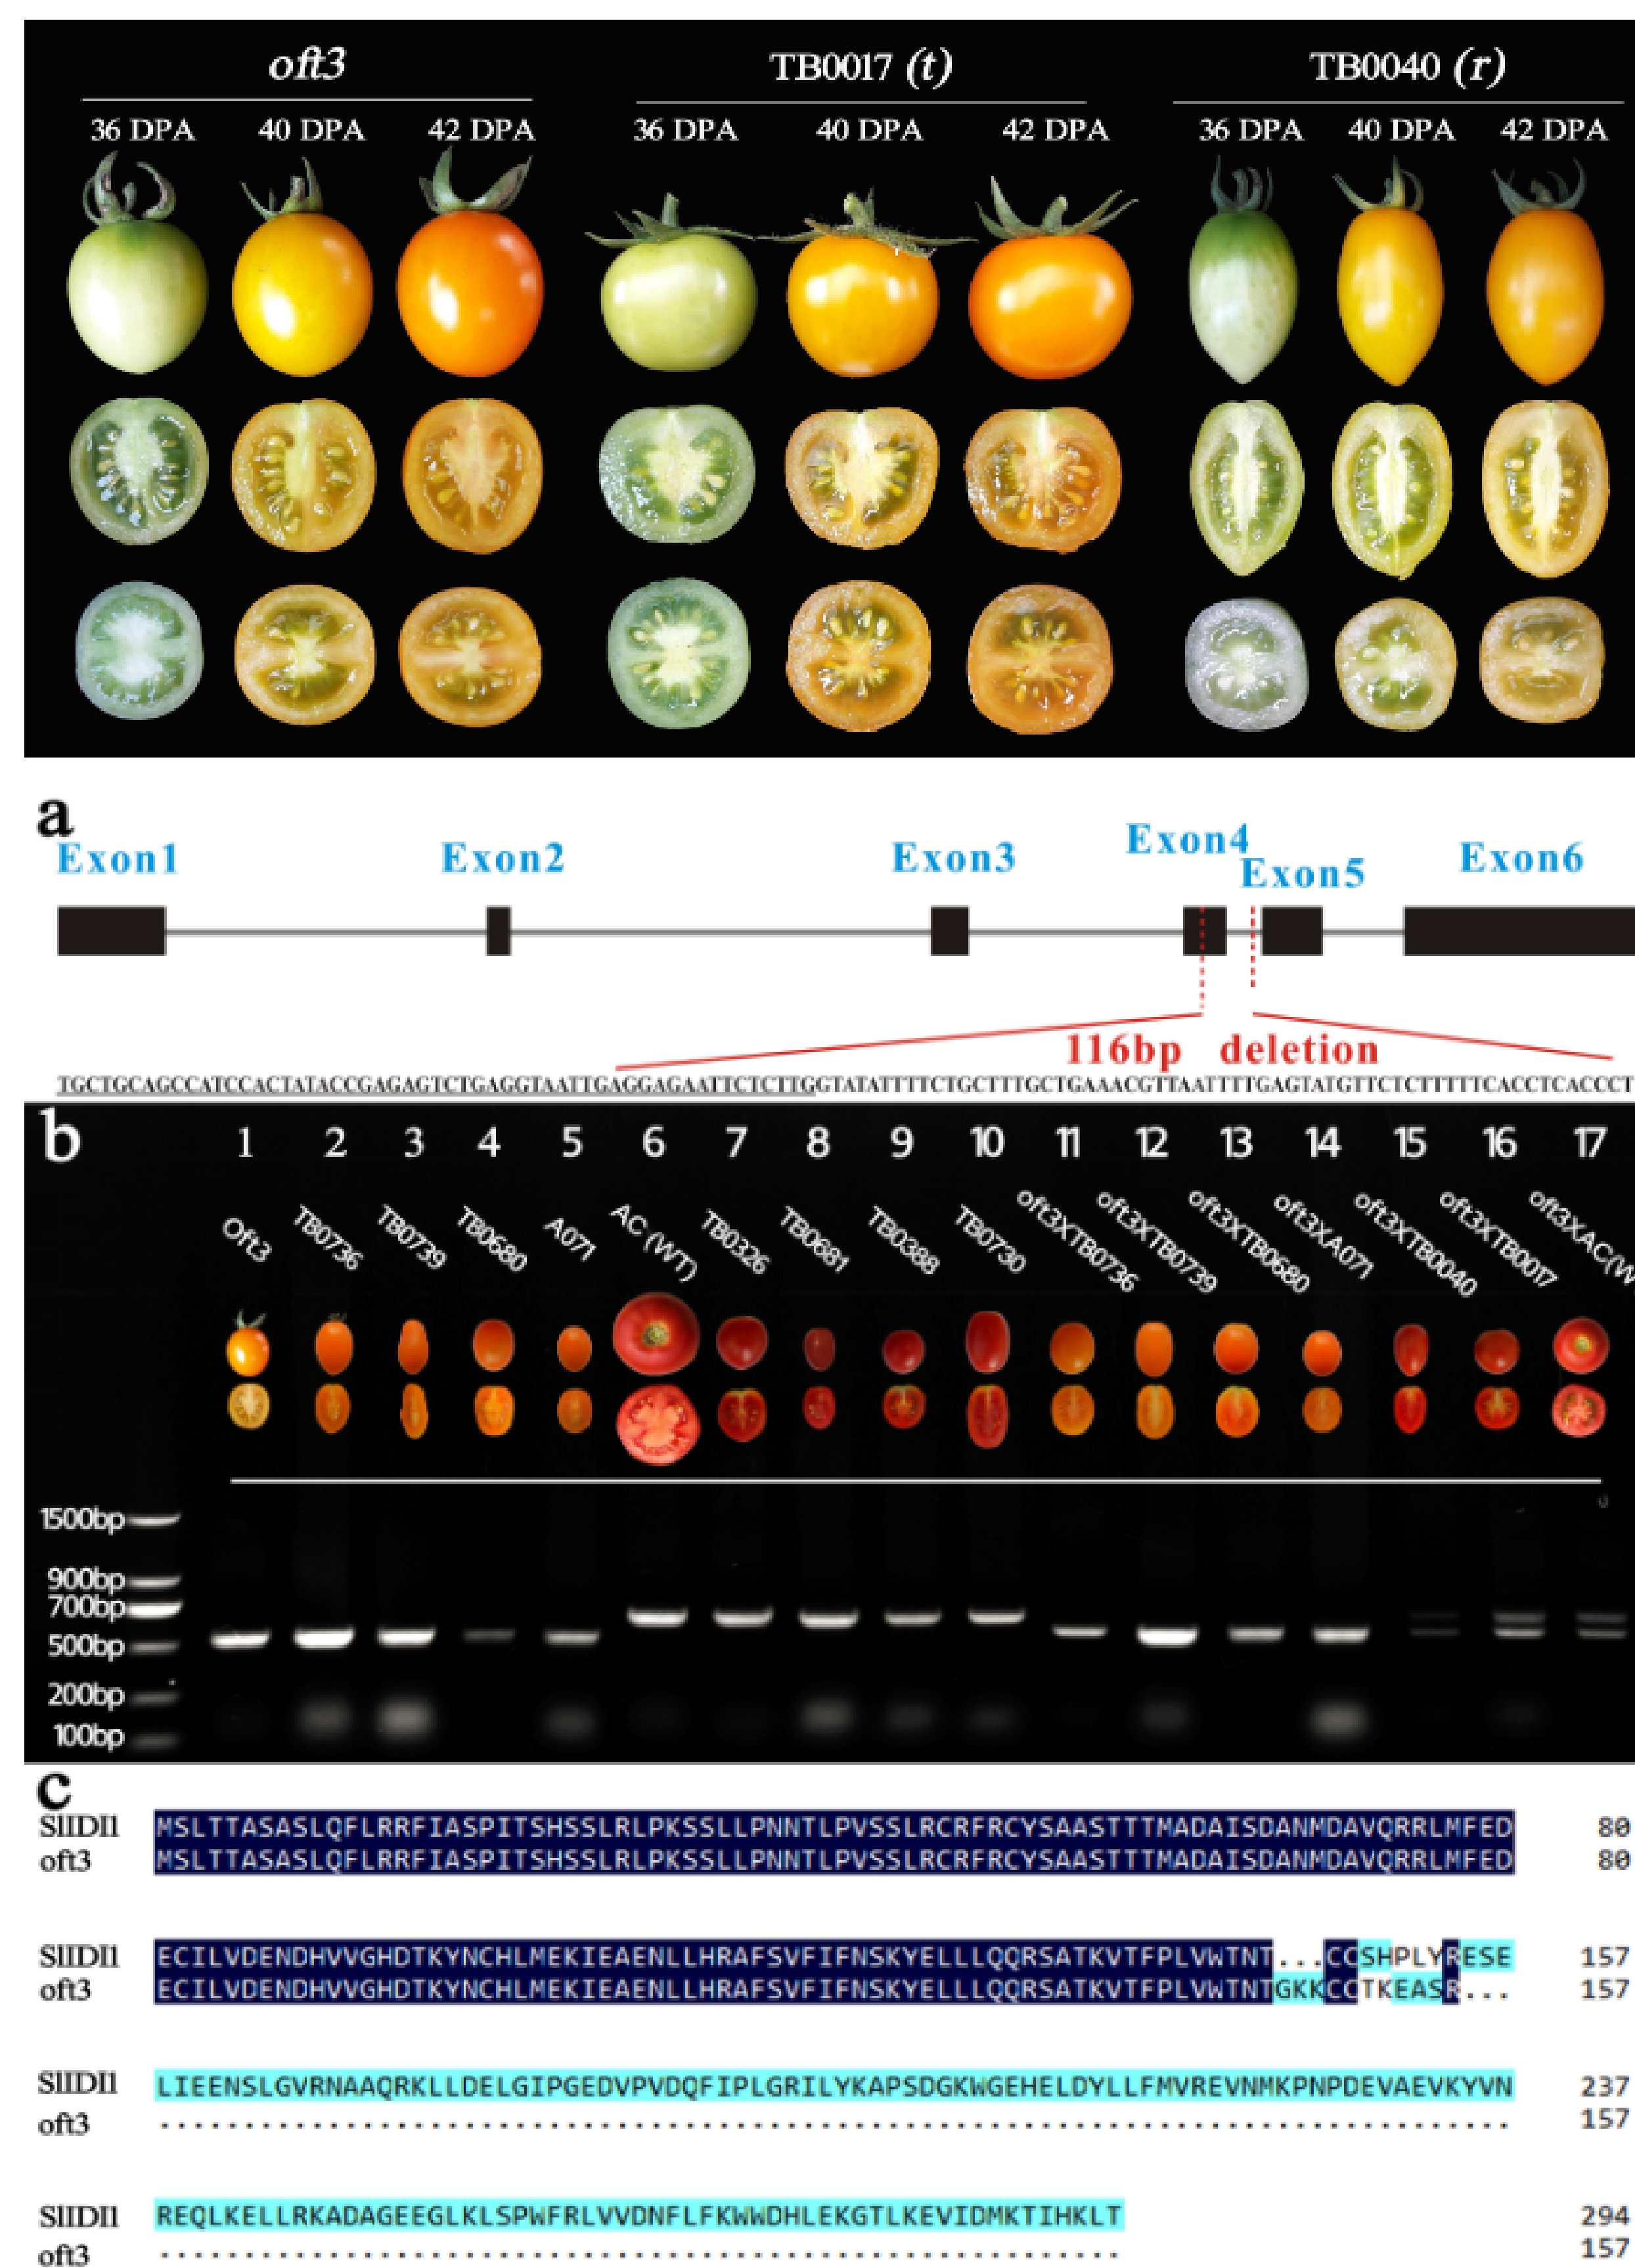 oft3 TB0017 (t) TB0040 (r)
36 DPA 40 DPA 42 DPA 36 DPA 40 DPA 42 DPA 36 DPA 40 DPA 42 DPA
a
Exon1 Exon2 Exon3 Exon4 Exon5 Exon6
116bp deletion
TGCTGCAGCCATCCACTATACCGAGAGTCTGAGGTAATTGAGGAGAATTCTCTTGGTATATTTTCTGCTTTGCTGAAACGTTAATTTTGAGTATGTTCTCTTTTTCACCTCACCCT
b
1 2 3 4 5 6 7 8 9 10 11 12 13 14 15 16 17
Oft3 TB0736 TB0739 TB0680 A071 AC (WT) TB0326 TB0681 TB0388 TB0730 oft3XTB0736 oft3XTB0739 oft3XTB0680 oft3XA071 oft3XTB0040 oft3XTB0017 oft3XAC(W
1500bp
900bp
700bp
500bp
200bp
100bp
c
SlIDI1 MSLTTASASLQFLRRFIASPITSHSSLRLPKSSLLPNNTLPVSSLRCRFRCYSAASTTTMADAISDANMDAVQRRLMFED 80
oft3 MSLTTASASLQFLRRFIASPITSHSSLRLPKSSLLPNNTLPVSSLRCRFRCYSAASTTTMADAISDANMDAVQRRLMFED 80
SlIDI1 ECILVDENDHVVGHDTKYNCHLMEKIEAENLLHRAFSVFIFNSKYELLLQQRSATKVTFPLVWTNT...CCSHPLYRESE 157
oft3 ECILVDENDHVVGHDTKYNCHLMEKIEAENLLHRAFSVFIFNSKYELLLQQRSATKVTFPLVWTNTGKKCCTKEASR... 157
SlIDI1 LIEENSLGVRNAAQRKLLDELGIPGEDVPVDQFIPLGRILYKAPSDGKWGEHELDYLLFMVREVNMKPNPDEVAEVKYVN 237
oft3 ................................................................................ 157
SlIDI1 REQLKELLRKADAGEEGLKLSPWFRLVVDNFLFKWWDHLEKGTLKEVIDMKTIHKLT 294
oft3 ......................................................... 157